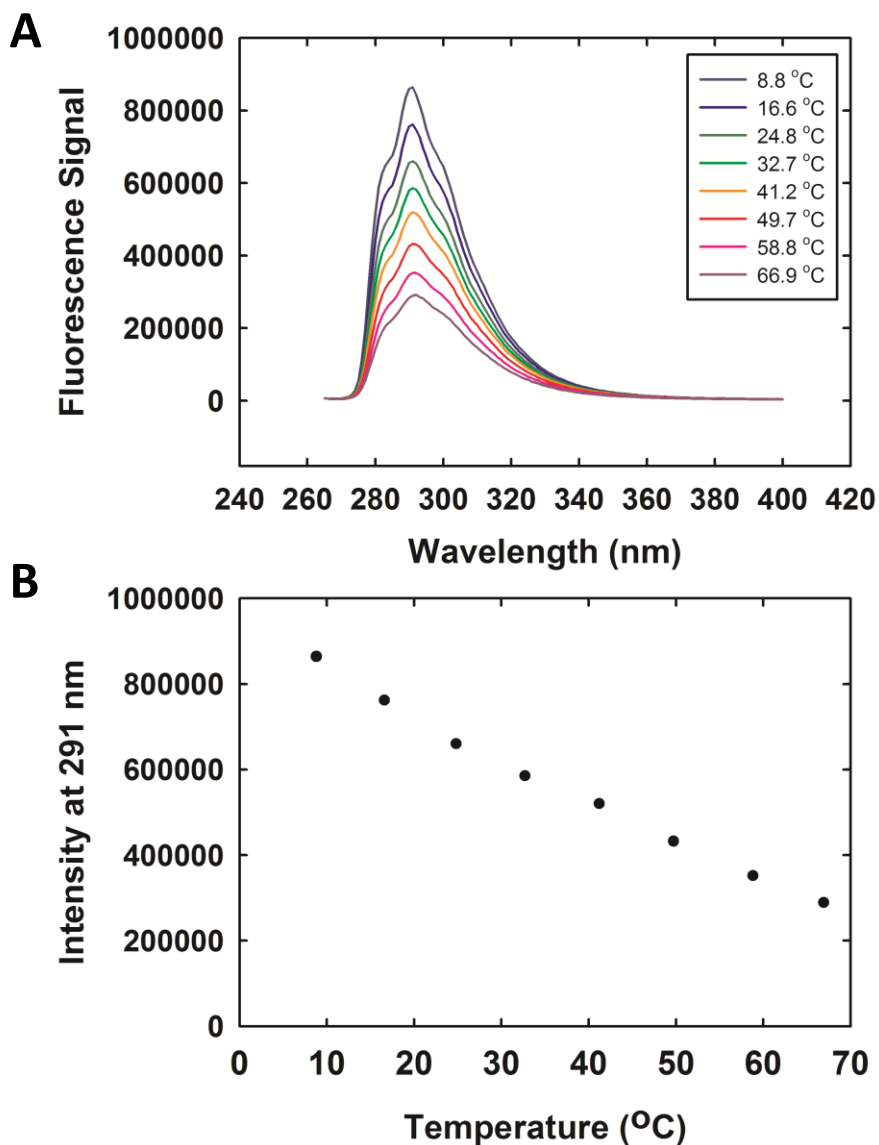 A
1000000
800000
600000
400000
200000
0
Fluorescence Signal
8.8 °C
16.6 °C
24.8 °C
32.7 °C
41.2 °C
49.7 °C
58.8 °C
66.9 °C
240 260 280 300 320 340 360 380 400 420
Wavelength (nm)
B
1000000
800000
600000
400000
200000
0
Intensity at 291 nm
0 10 20 30 40 50 60 70
Temperature (°C)